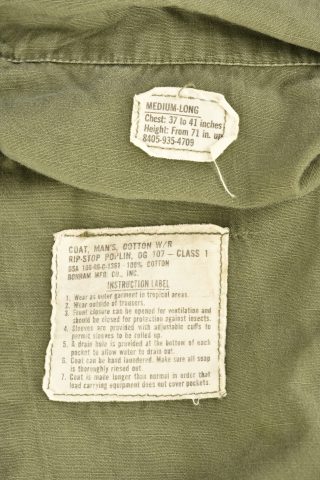 MEDIUM-LONG
Chest: 37 to 41 inches
Height: From 71 in. up
8405-935-4709
COAT, MAN'S, COTTON W/R
RIP-STOP POPLIN, OG 107 - CLASS 1
DSA 100-68-C-1361 - 100% COTTON
BONHAM MFG. CO., INC.
INSTRUCTION LABEL
1. Wear as outer garment in tropical areas.
2. Wear outside of trousers.
3. Front closure can be opened for ventilation and
should be closed for protection against insects.
4. Sleeves are provided with adjustable cuffs to
permit sleeves to be rolled up.
5. A drain hole is provided at the bottom of each
pocket to allow water to drain out.
6. Coat can be hand laundered. Make sure all soap
is thoroughly rinsed out.
7. Coat is made longer than normal in order that
load carrying equipment does not cover pockets.